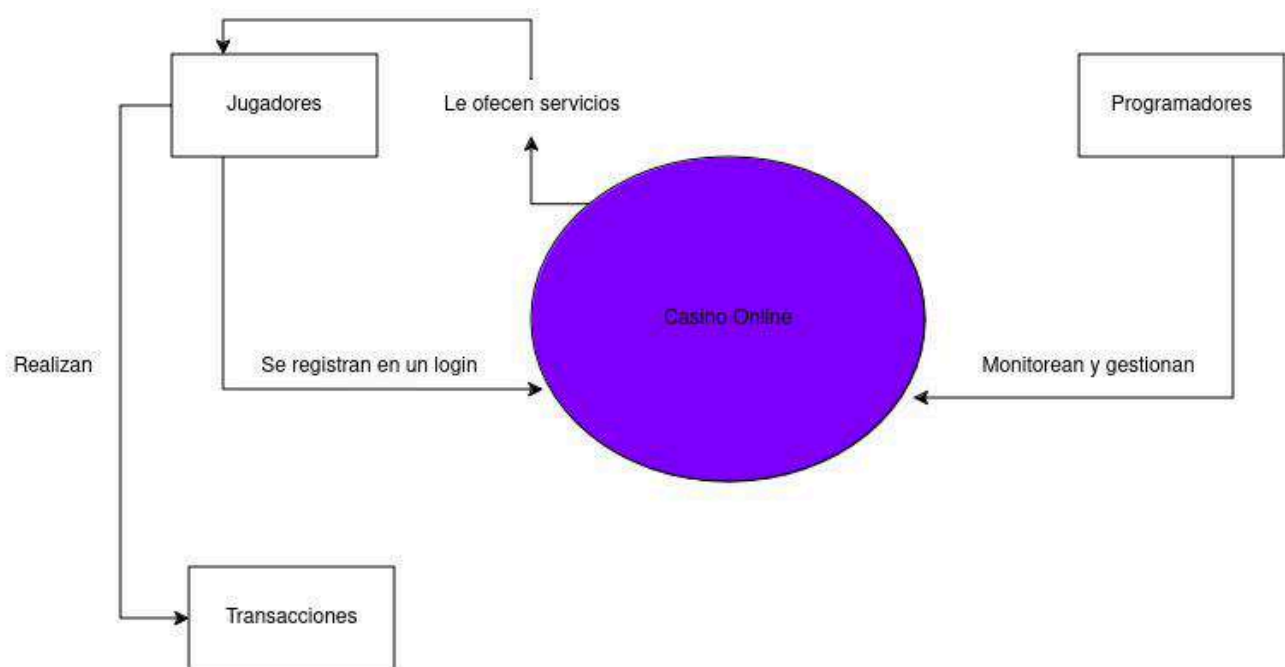 Jugadores
Le ofecen servicios
Programadores
Casino Online
Realizan
Se registran en un login
Monitorean y gestionan
Transacciones